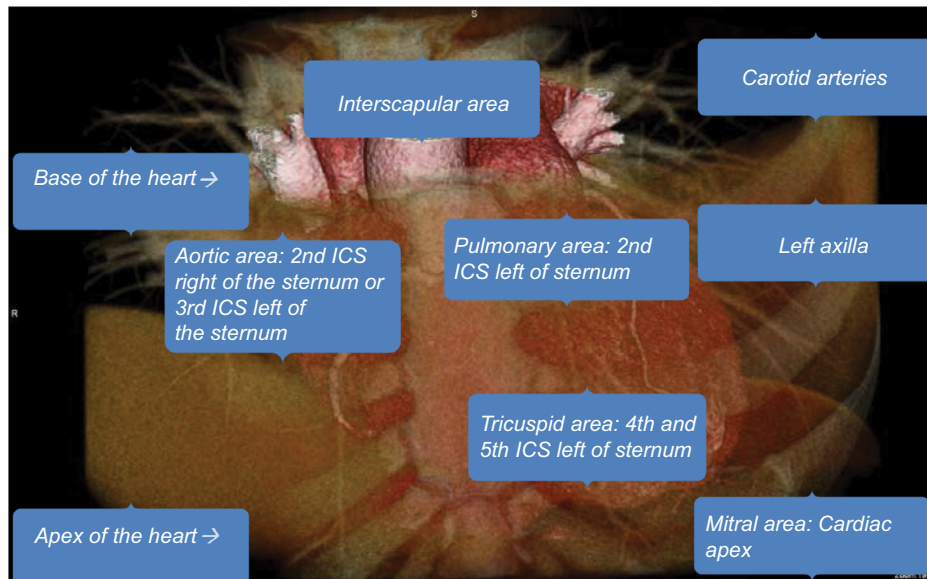 S
Interscapular area
Carotid arteries
Base of the heart →
Aortic area: 2nd ICS
right of the sternum or
3rd ICS left of
the sternum
Pulmonary area: 2nd
ICS left of sternum
Left axilla
R
Tricuspid area: 4th and
5th ICS left of sternum
Apex of the heart →
Mitral area: Cardiac
apex